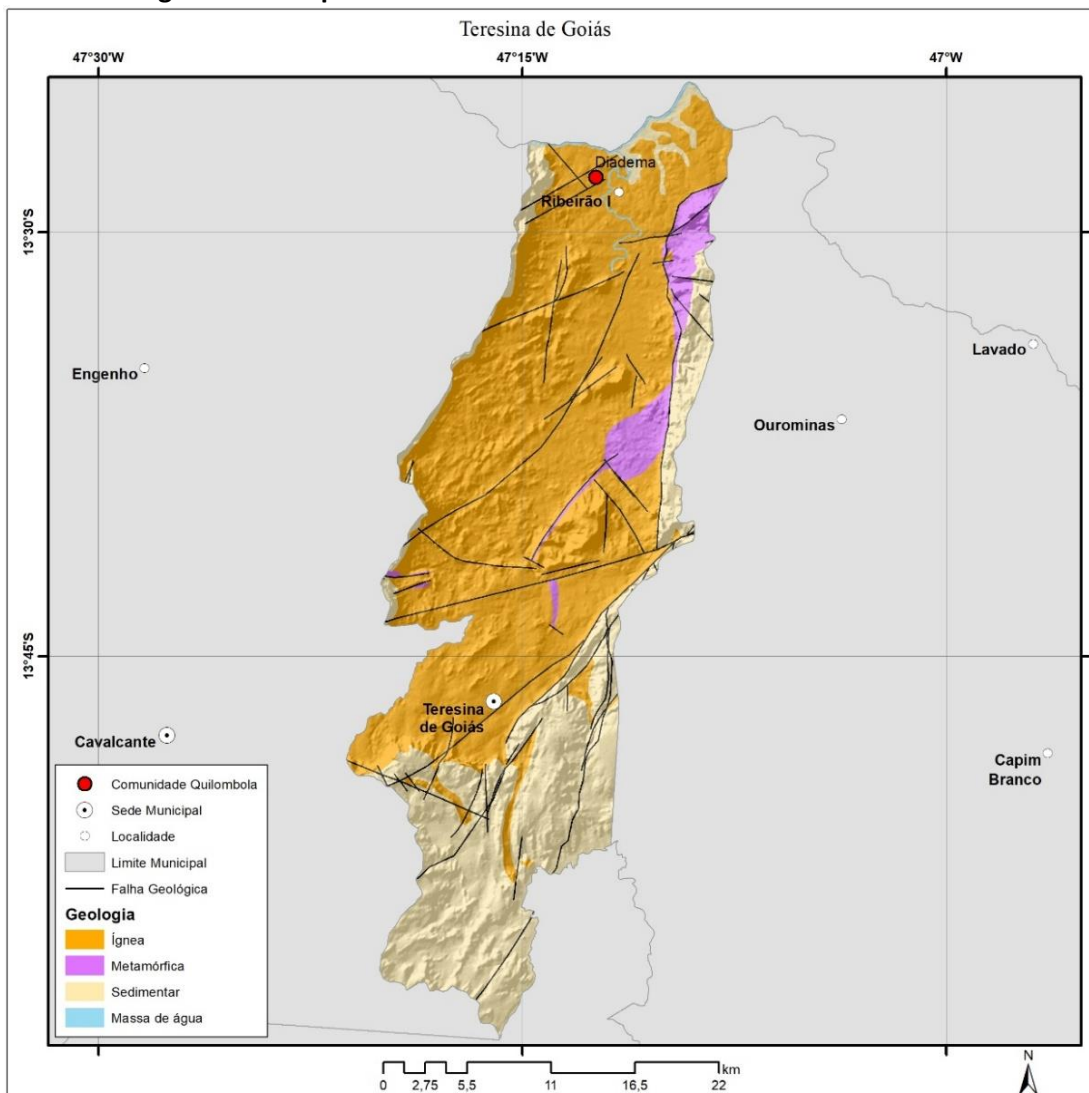 Teresina de Goiás
47°30'W
47°15'W
47°W
13°30'S
13°45'S
Diadema
Ribeirão I
Engenho
Lavado
Ourominas
Teresina
de Goiás
Cavalcante
Capim
Branco
Comunidade Quilombola
Sede Municipal
Localidade
Limite Municipal
Falha Geológica
Geologia
Ígnea
Metamórfica
Sedimentar
Massa de água
km
0 2,75 5,5 11 16,5 22
N